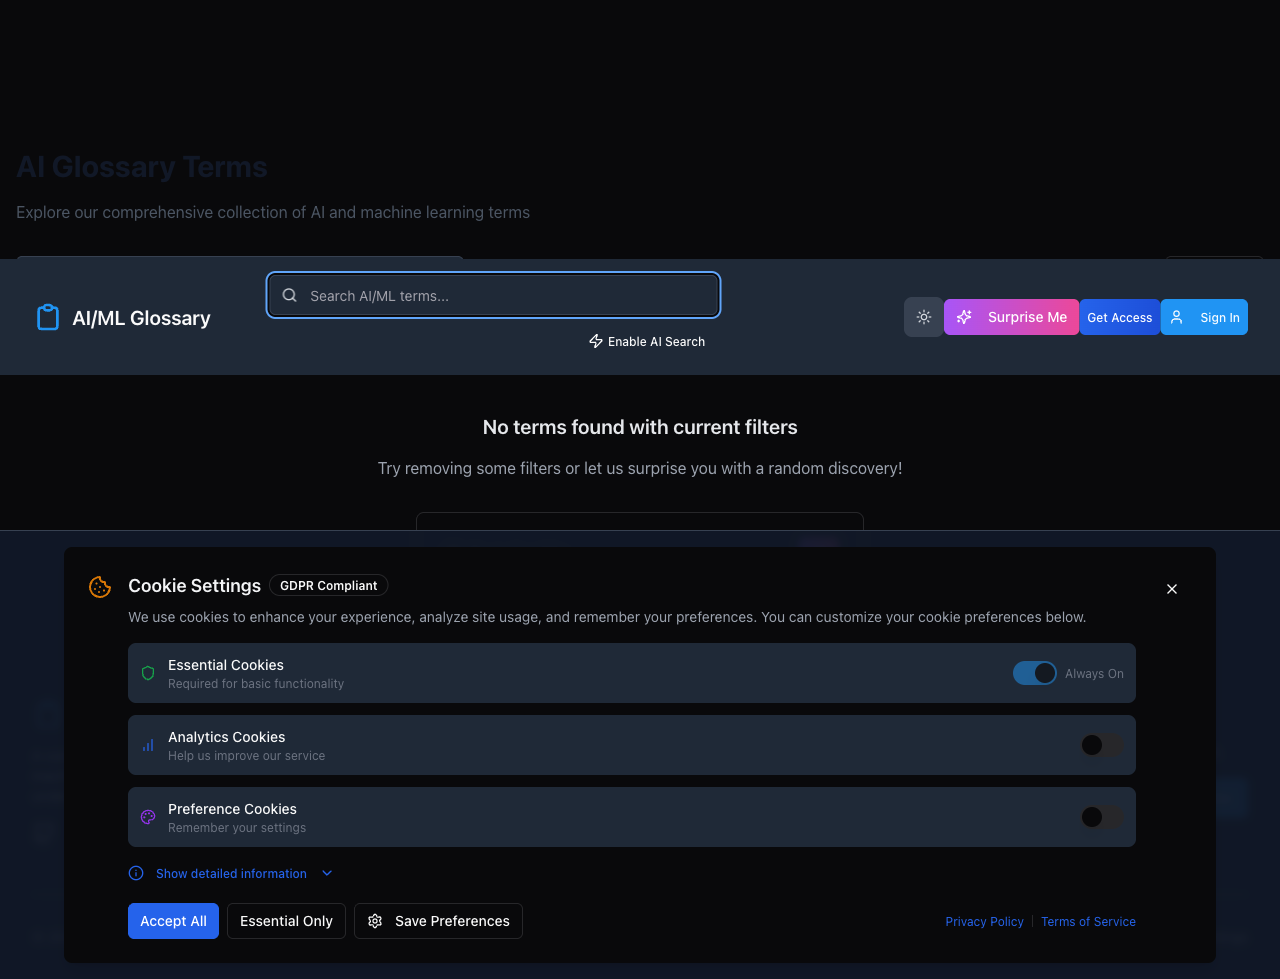 AI Glossary Terms
Explore our comprehensive collection of AI and machine learning terms
AI/ML Glossary
Search AI/ML terms...
Enable AI Search
Surprise Me
Get Access
Sign In
No terms found with current filters
Try removing some filters or let us surprise you with a random discovery!
Cookie Settings
GDPR Compliant
We use cookies to enhance your experience, analyze site usage, and remember your preferences. You can customize your cookie preferences below.
Essential Cookies
Required for basic functionality
Always On
Analytics Cookies
Help us improve our service
Preference Cookies
Remember your settings
Show detailed information
Accept All
Essential Only
Save Preferences
Privacy Policy
Terms of Service